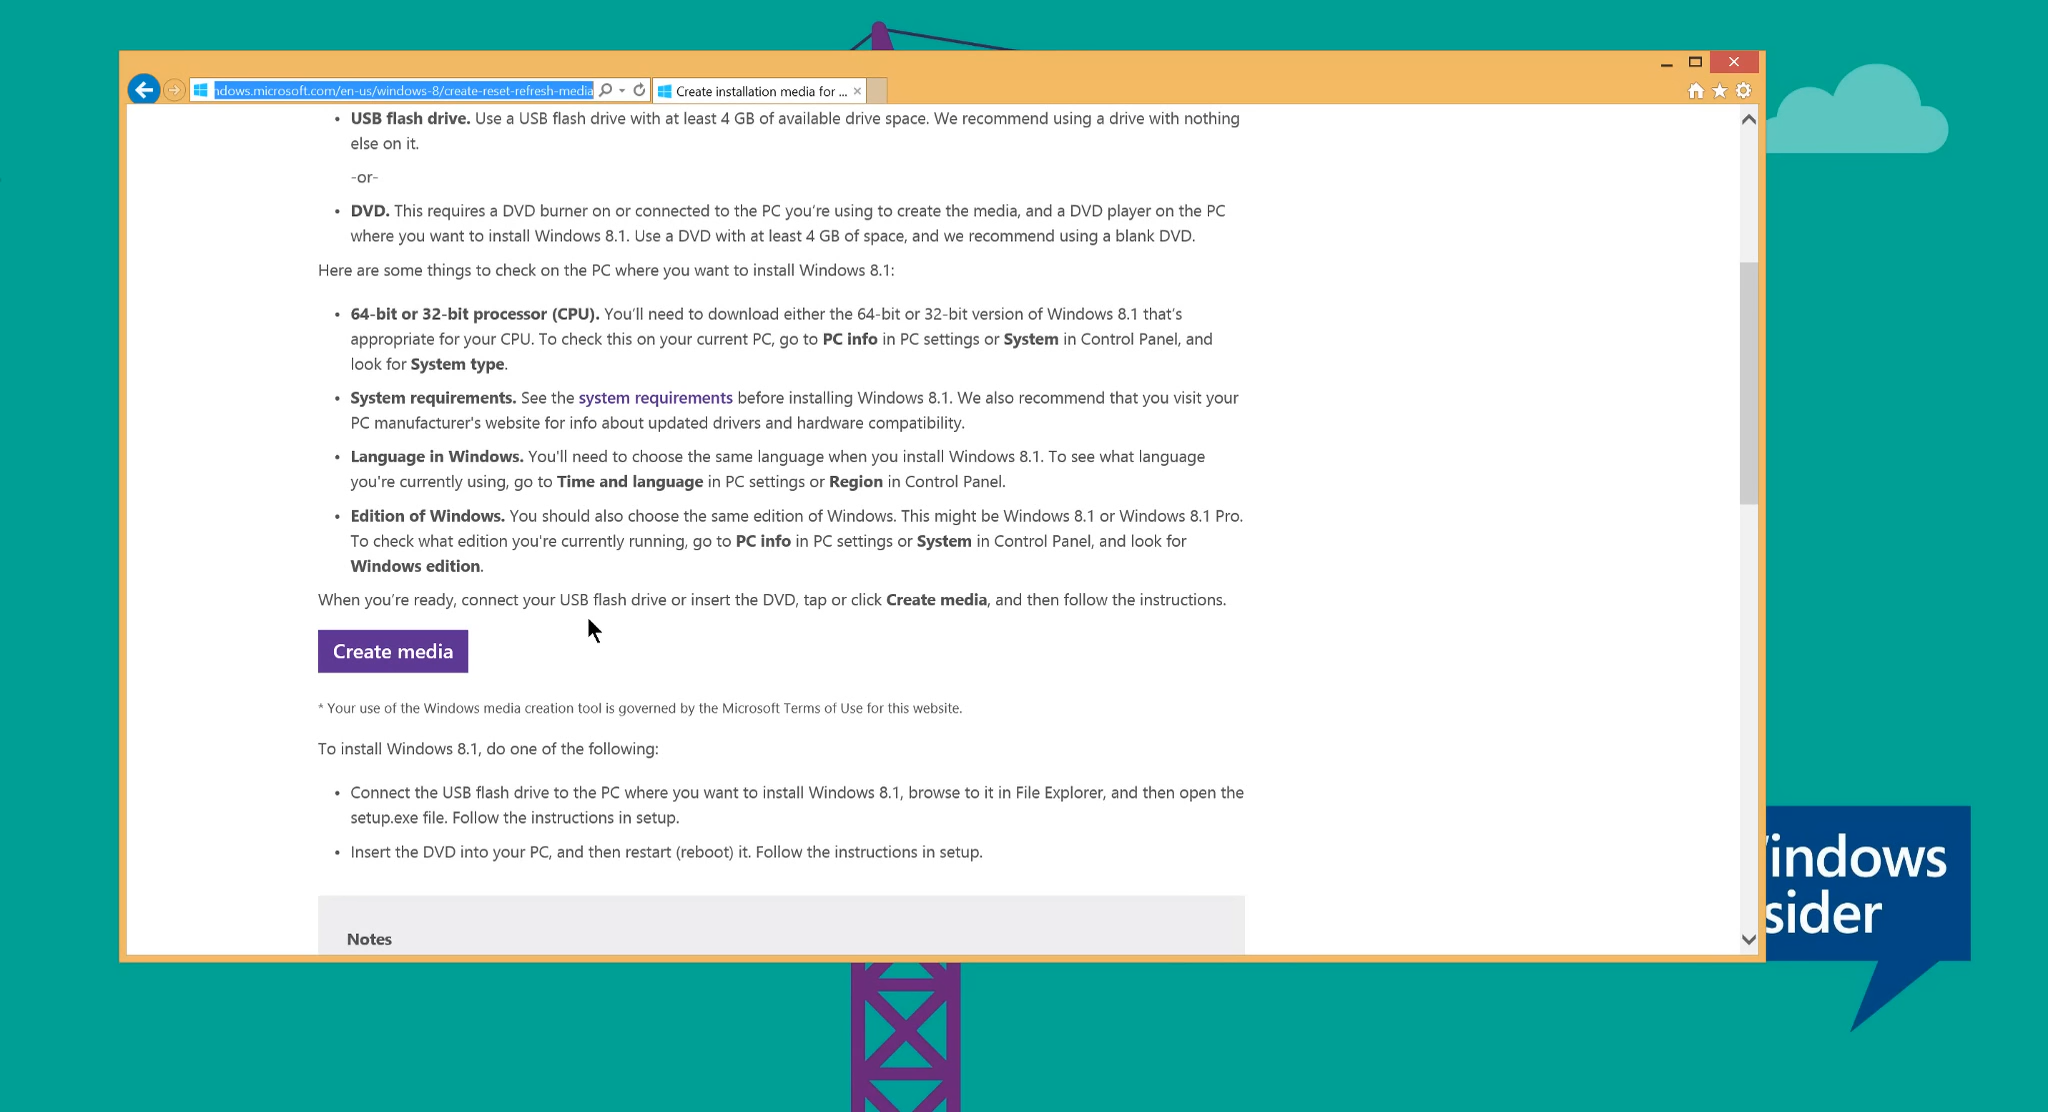 ndows.microsoft.com/en-us/windows-8/create-reset-refresh-media
Create installation media for ...
• USB flash drive. Use a USB flash drive with at least 4 GB of available drive space. We recommend using a drive with nothing
else on it.
-or-
• DVD. This requires a DVD burner on or connected to the PC you're using to create the media, and a DVD player on the PC
where you want to install Windows 8.1. Use a DVD with at least 4 GB of space, and we recommend using a blank DVD.
Here are some things to check on the PC where you want to install Windows 8.1:
• 64-bit or 32-bit processor (CPU). You'll need to download either the 64-bit or 32-bit version of Windows 8.1 that's
appropriate for your CPU. To check this on your current PC, go to PC info in PC settings or System in Control Panel, and
look for System type.
• System requirements. See the system requirements before installing Windows 8.1. We also recommend that you visit your
PC manufacturer's website for info about updated drivers and hardware compatibility.
• Language in Windows. You'll need to choose the same language when you install Windows 8.1. To see what language
you're currently using, go to Time and language in PC settings or Region in Control Panel.
• Edition of Windows. You should also choose the same edition of Windows. This might be Windows 8.1 or Windows 8.1 Pro.
To check what edition you're currently running, go to PC info in PC settings or System in Control Panel, and look for
Windows edition.
When you're ready, connect your USB flash drive or insert the DVD, tap or click Create media, and then follow the instructions.
Create media
* Your use of the Windows media creation tool is governed by the Microsoft Terms of Use for this website.
To install Windows 8.1, do one of the following:
• Connect the USB flash drive to the PC where you want to install Windows 8.1, browse to it in File Explorer, and then open the
setup.exe file. Follow the instructions in setup.
• Insert the DVD into your PC, and then restart (reboot) it. Follow the instructions in setup.
Notes
indows
sider